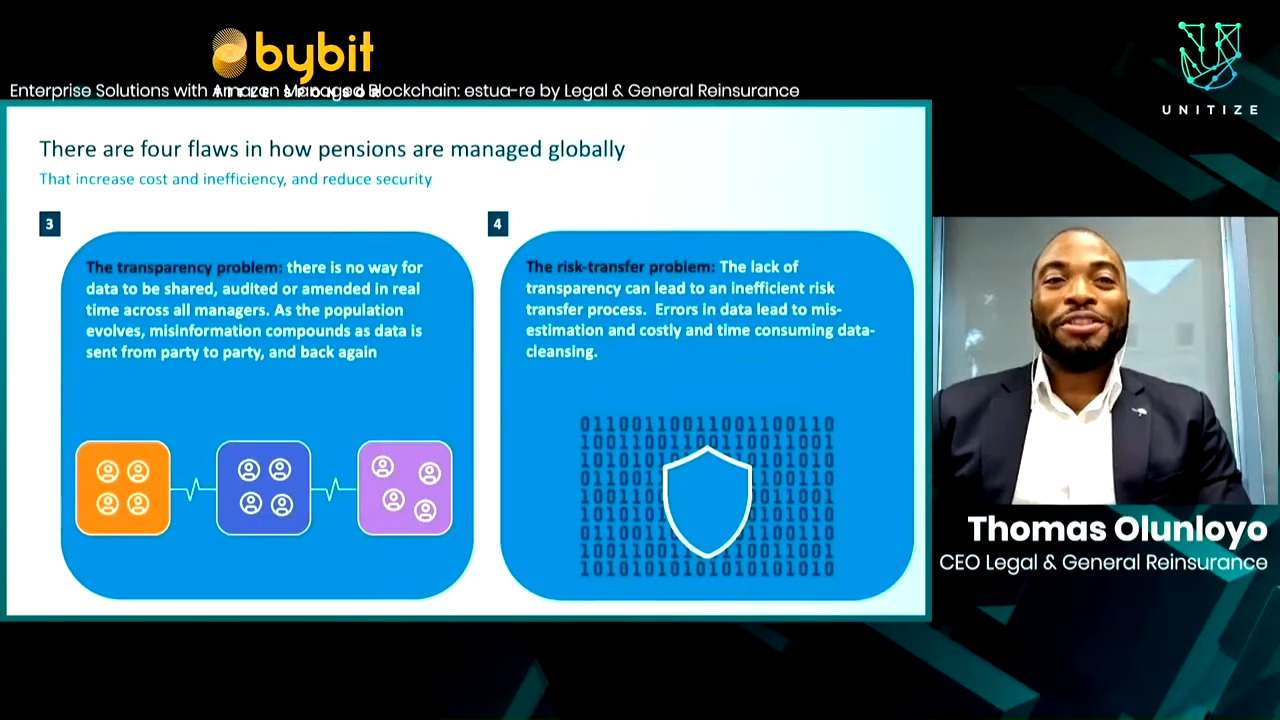 bybit
TITLE SPONSOR
Enterprise Solutions with Amazon Managed Blockchain: estua-re by Legal & General Reinsurance
UNITIZE
There are four flaws in how pensions are managed globally
That increase cost and inefficiency, and reduce security
3
The transparency problem: there is no way for
data to be shared, audited or amended in real
time across all managers. As the population
evolves, misinformation compounds as data is
sent from party to party, and back again
4
The risk-transfer problem: The lack of
transparency can lead to an inefficient risk
transfer process. Errors in data lead to mis-
estimation and costly and time consuming data-
cleansing.
Thomas Olunloyo
CEO Legal & General Reinsurance